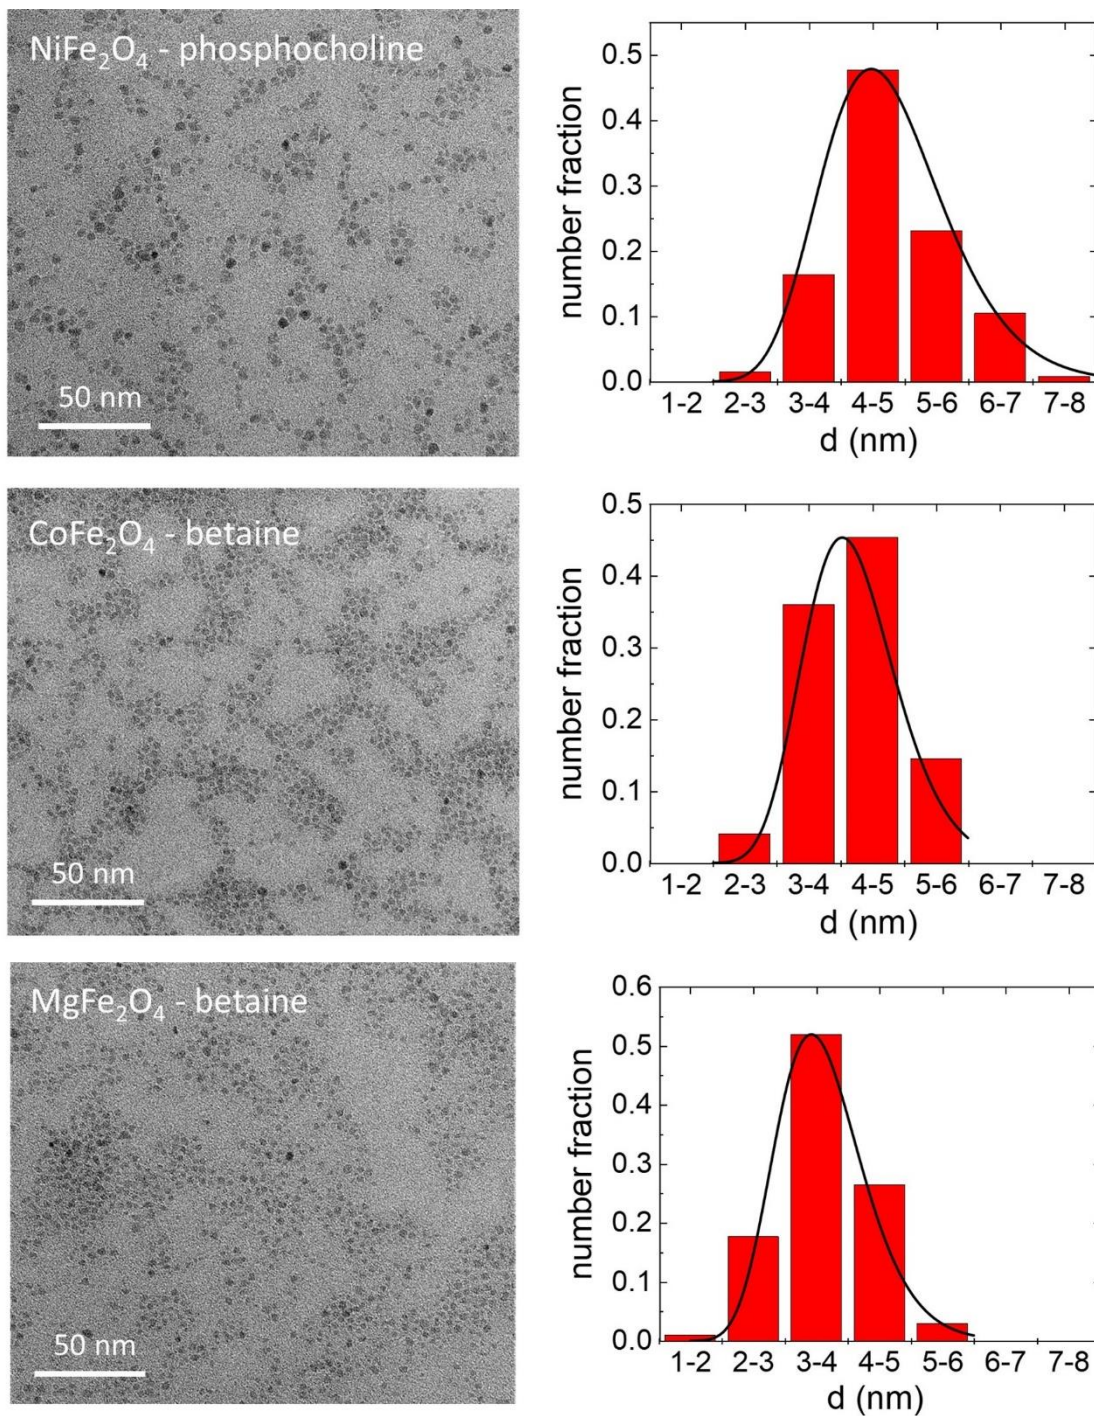 NiFe₂O₄ - phosphocholine
50 nm
number fraction
0.5
0.4
0.3
0.2
0.1
0.0
1-2 2-3 3-4 4-5 5-6 6-7 7-8
d (nm)
CoFe₂O₄ - betaine
50 nm
number fraction
0.5
0.4
0.3
0.2
0.1
0.0
1-2 2-3 3-4 4-5 5-6 6-7 7-8
d (nm)
MgFe₂O₄ - betaine
50 nm
number fraction
0.6
0.5
0.4
0.3
0.2
0.1
0.0
1-2 2-3 3-4 4-5 5-6 6-7 7-8
d (nm)